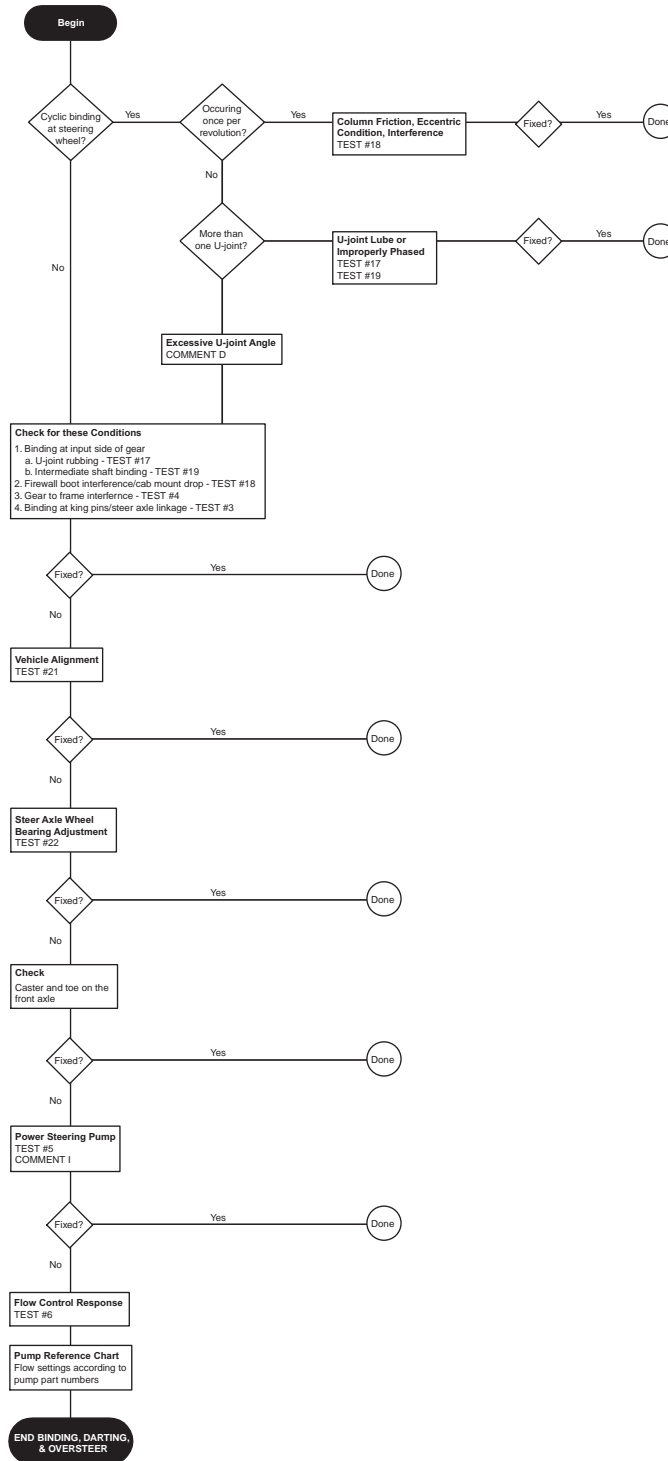 Begin
Cyclic binding
at steering
wheel?
Yes
Occuring
once per
revolution?
Yes
Column Friction, Eccentric
Condition, Interference
TEST #18
Fixed?
Yes
Done
No
More than
one U-joint?
U-joint Lube or
Improperly Phased
TEST #17
TEST #19
Fixed?
Yes
Done
No
Excessive U-joint Angle
COMMENT D
Check for these Conditions
1. Binding at input side of gear
a. U-joint rubbing - TEST #17
b. Intermediate shaft binding - TEST #19
2. Firewall boot interference/cab mount drop - TEST #18
3. Gear to frame interfernce - TEST #4
4. Binding at king pins/steer axle linkage - TEST #3
Fixed?
Yes
Done
No
Vehicle Alignment
TEST #21
Fixed?
Yes
Done
No
Steer Axle Wheel
Bearing Adjustment
TEST #22
Fixed?
Yes
Done
No
Check
Caster and toe on the
front axle
Fixed?
Yes
Done
No
Power Steering Pump
TEST #5
COMMENT I
Fixed?
Yes
Done
No
Flow Control Response
TEST #6
Pump Reference Chart
Flow settings according to
pump part numbers
END BINDING, DARTING,
& OVERSTEER